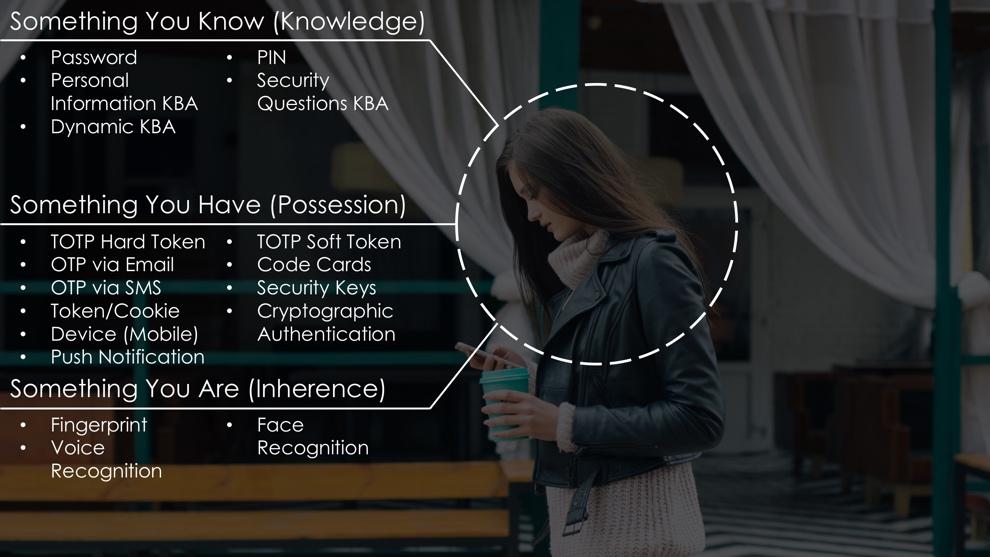 Something You Know (Knowledge)
• Password
• Personal
Information KBA
• Dynamic KBA
• PIN
• Security
Questions KBA
Something You Have (Possession)
• TOTP Hard Token
• OTP via Email
• OTP via SMS
• Token/Cookie
• Device (Mobile)
• Push Notification
• TOTP Soft Token
• Code Cards
• Security Keys
• Cryptographic
Authentication
Something You Are (Inherence)
• Fingerprint
• Voice
Recognition
• Face
Recognition